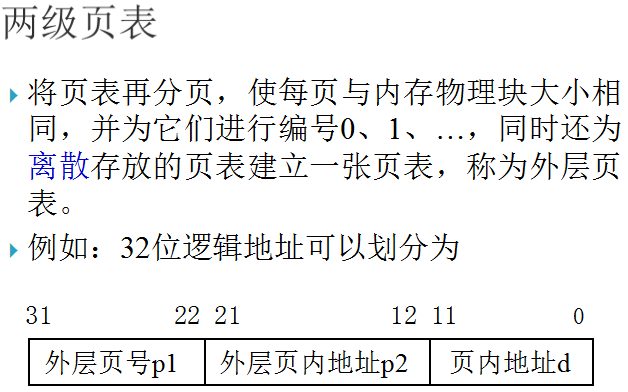 两级页表
将页表再分页，使每页与内存物理块大小相
同，并为它们进行编号0、1、…，同时还为
离散存放的页表建立一张页表，称为外层页
表。
例如：32位逻辑地址可以划分为
31 22 21 12 11 0
外层页号p1 外层页内地址p2 页内地址d